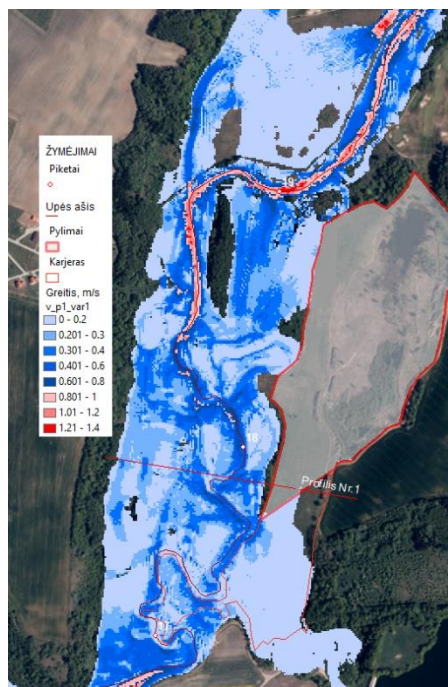 ŽYMĖJIMAI
Piketai
Upės ašis
Pylimai
Karjeras
Greitis, m/s
v_p1_var1
0 - 0.2
0.201 - 0.3
0.301 - 0.4
0.401 - 0.6
0.601 - 0.8
0.801 - 1
1.01 - 1.2
1.21 - 1.4
Profilis Nr.1